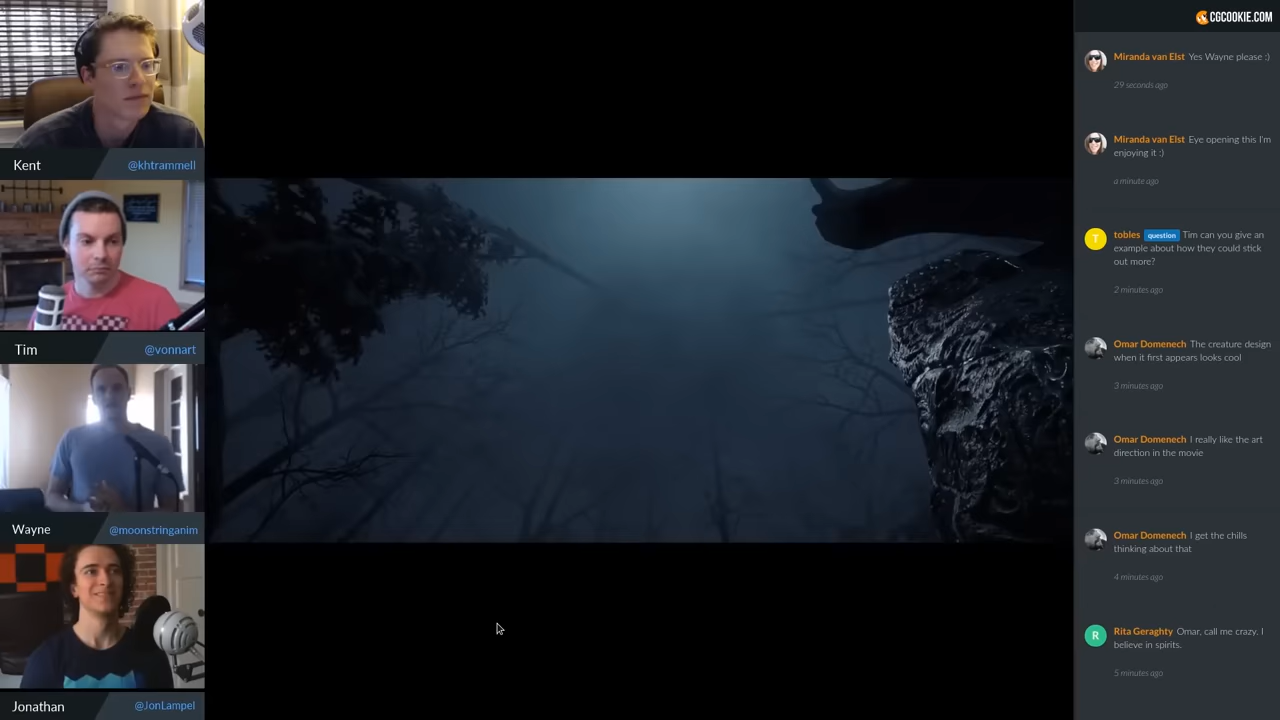 Kent
@khtrammell
Tim
@vonnart
Wayne
@moonstringanim
Jonathan
@JonLampel
CGCOOKIE.COM
Miranda van Elst Yes Wayne please :)
29 seconds ago
Miranda van Elst Eye opening this I'm
enjoying it :)
a minute ago
T
tobles question Tim can you give an
example about how they could stick
out more?
2 minutes ago
Omar Domenech The creature design
when it first appears looks cool
3 minutes ago
Omar Domenech I really like the art
direction in the movie
3 minutes ago
Omar Domenech I get the chills
thinking about that
4 minutes ago
R
Rita Geraghty Omar, call me crazy. I
believe in spirits.
5 minutes ago